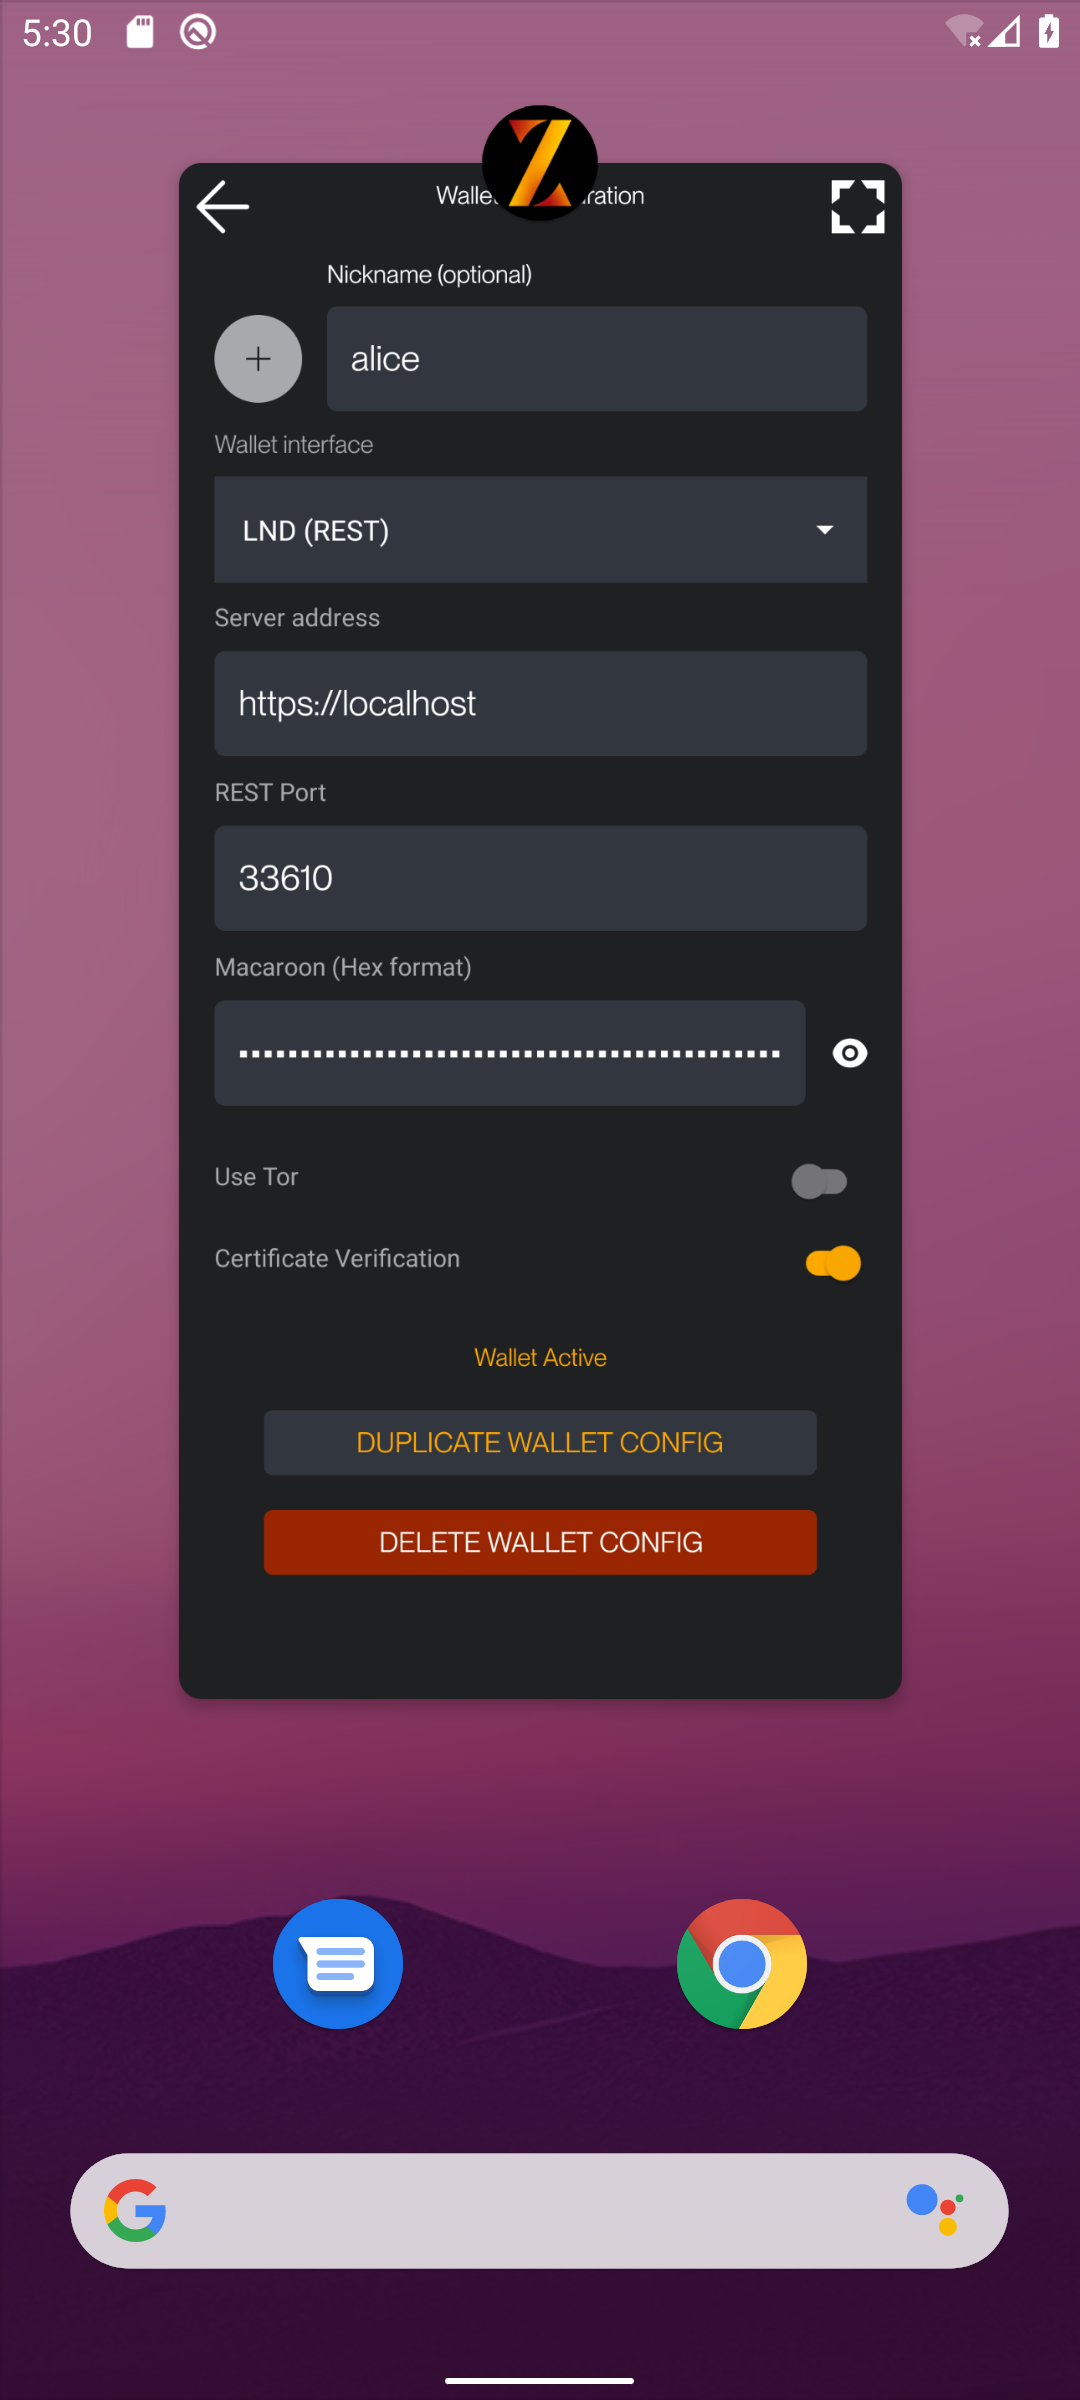 5:30
Nickname (optional)
alice
Wallet interface
LND (REST)
Server address
https://localhost
REST Port
33610
Macaroon (Hex format)
Use Tor
Certificate Verification
Wallet Active
DUPLICATE WALLET CONFIG
DELETE WALLET CONFIG